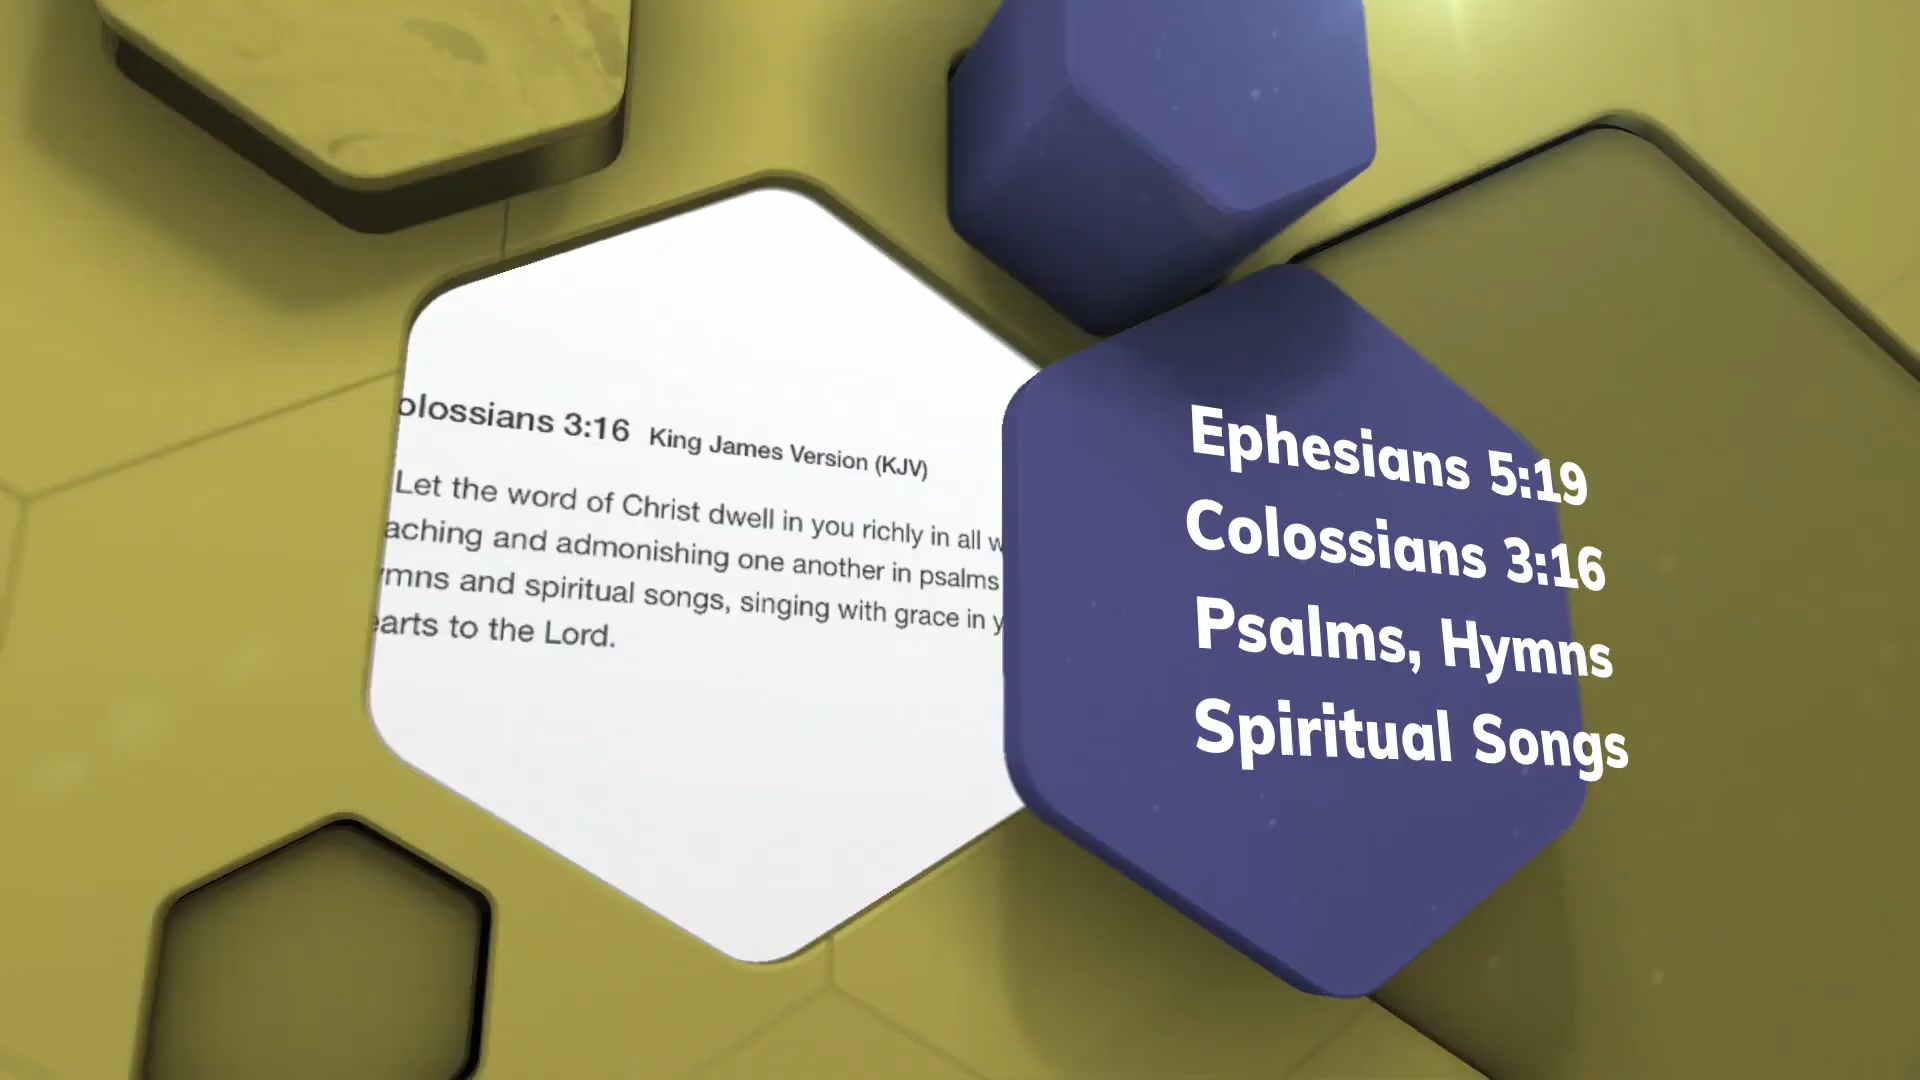 olossians 3:16 King James Version (KJV)
Let the word of Christ dwell in you richly in all w
aching and admonishing one another in psalms
mns and spiritual songs, singing with grace in y
earts to the Lord.
Ephesians 5:19
Colossians 3:16
Psalms, Hymns
Spiritual Songs